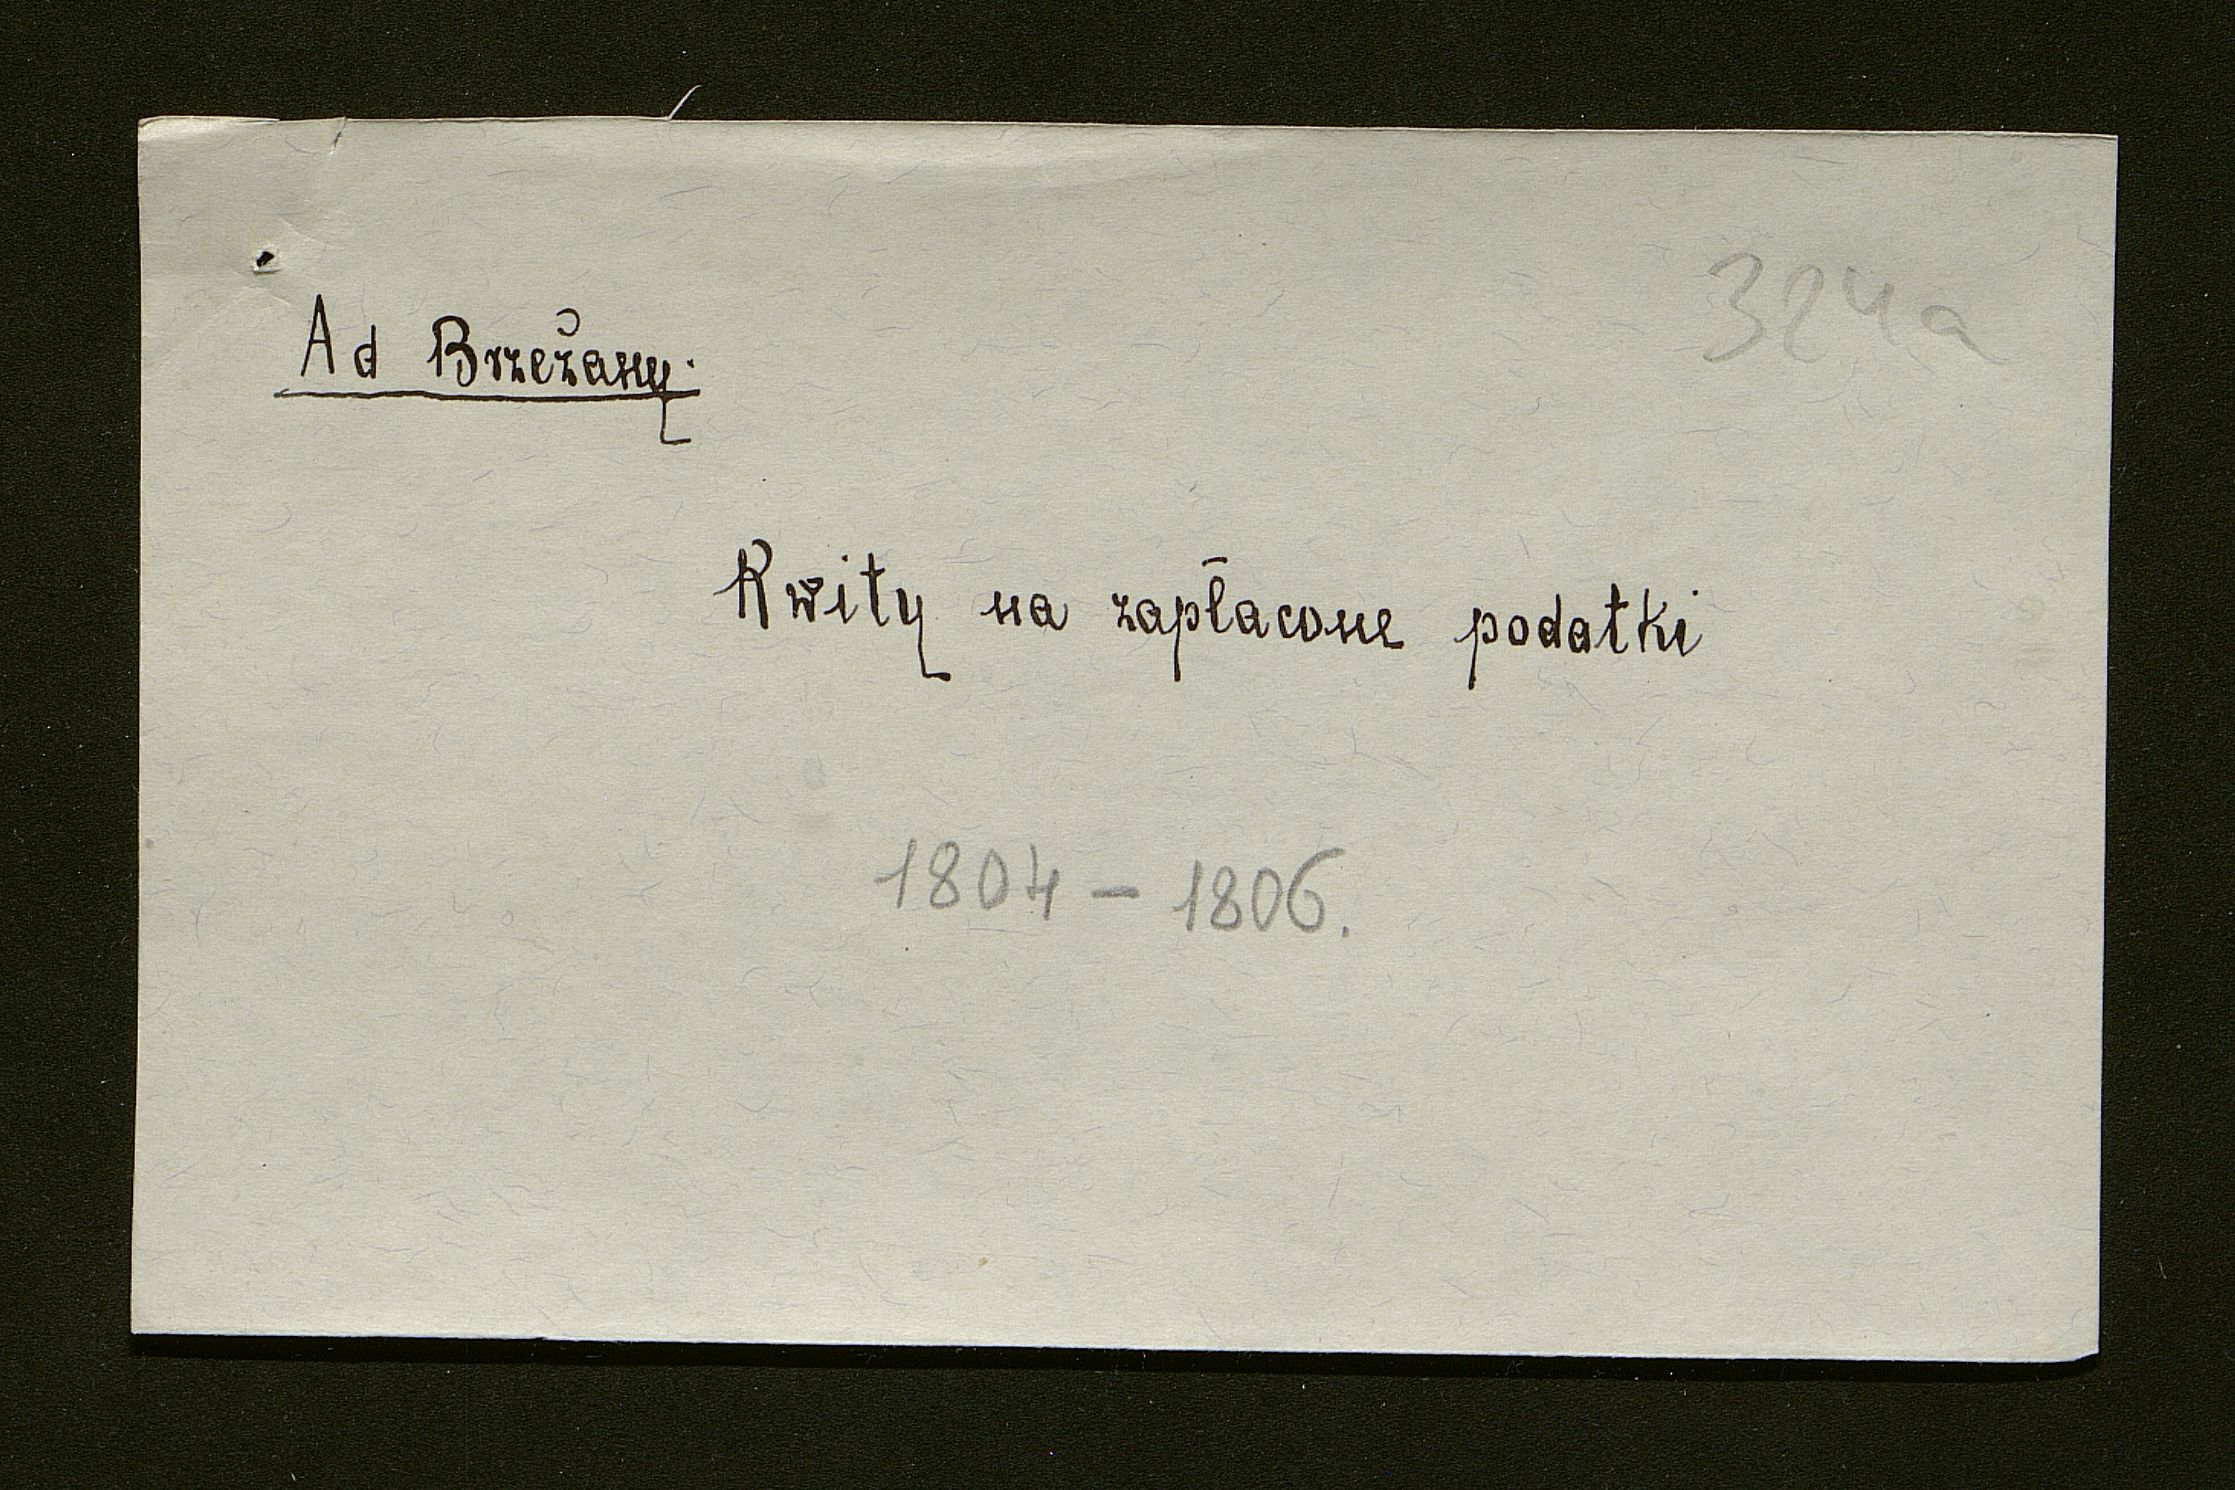 324a
Ad Brzeżany.
Kwity na zapłacone podatki
1804 – 1806.